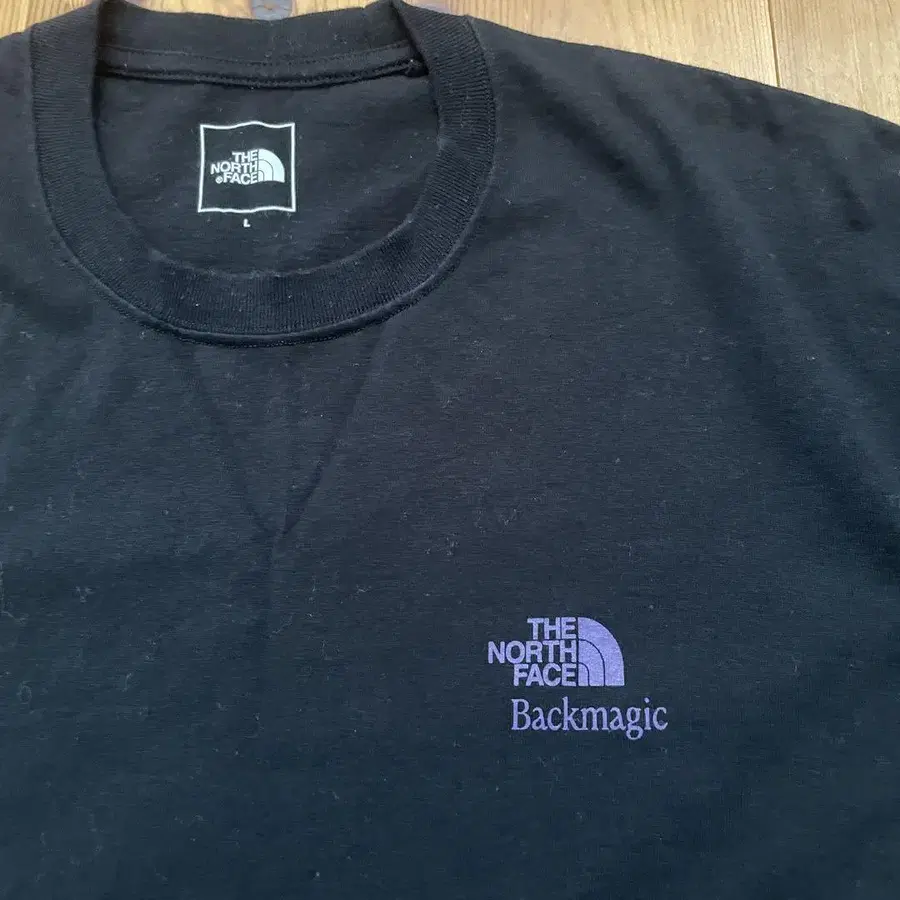 THE
NORTH
®FACE
L
THE
NORTH
FACE
Backmagic